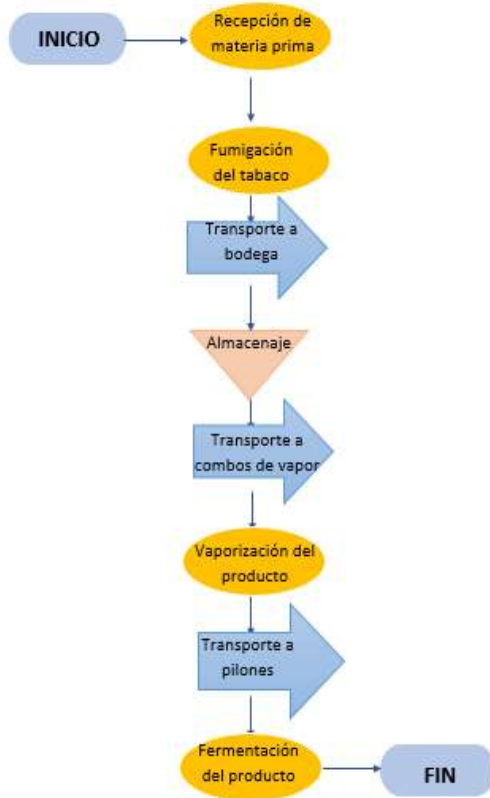 INICIO
Recepción de
materia prima
Fumigación
del tabaco
Transporte a
bodega
Almacenaje
Transporte a
combos de vapor
Vaporización del
producto
Transporte a
pilones
Fermentación
del producto
FIN